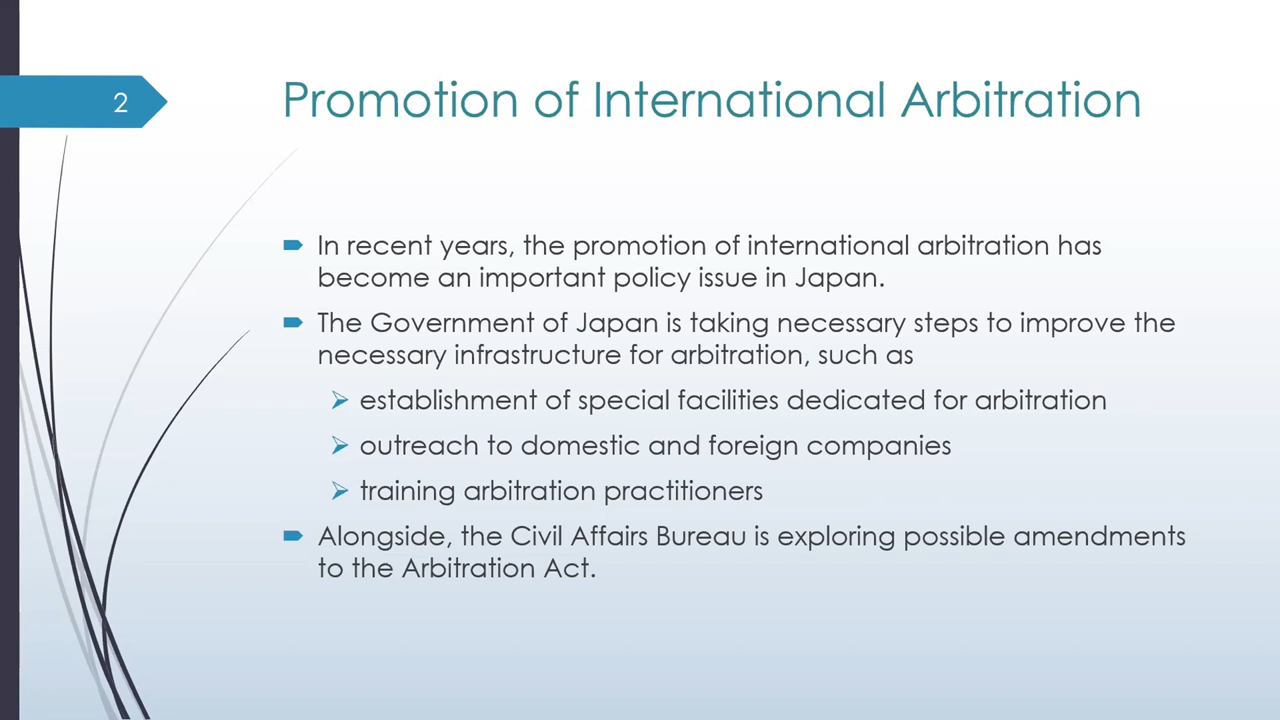 2
Promotion of International Arbitration
In recent years, the promotion of international arbitration has
become an important policy issue in Japan.
The Government of Japan is taking necessary steps to improve the
necessary infrastructure for arbitration, such as
establishment of special facilities dedicated for arbitration
outreach to domestic and foreign companies
training arbitration practitioners
Alongside, the Civil Affairs Bureau is exploring possible amendments
to the Arbitration Act.